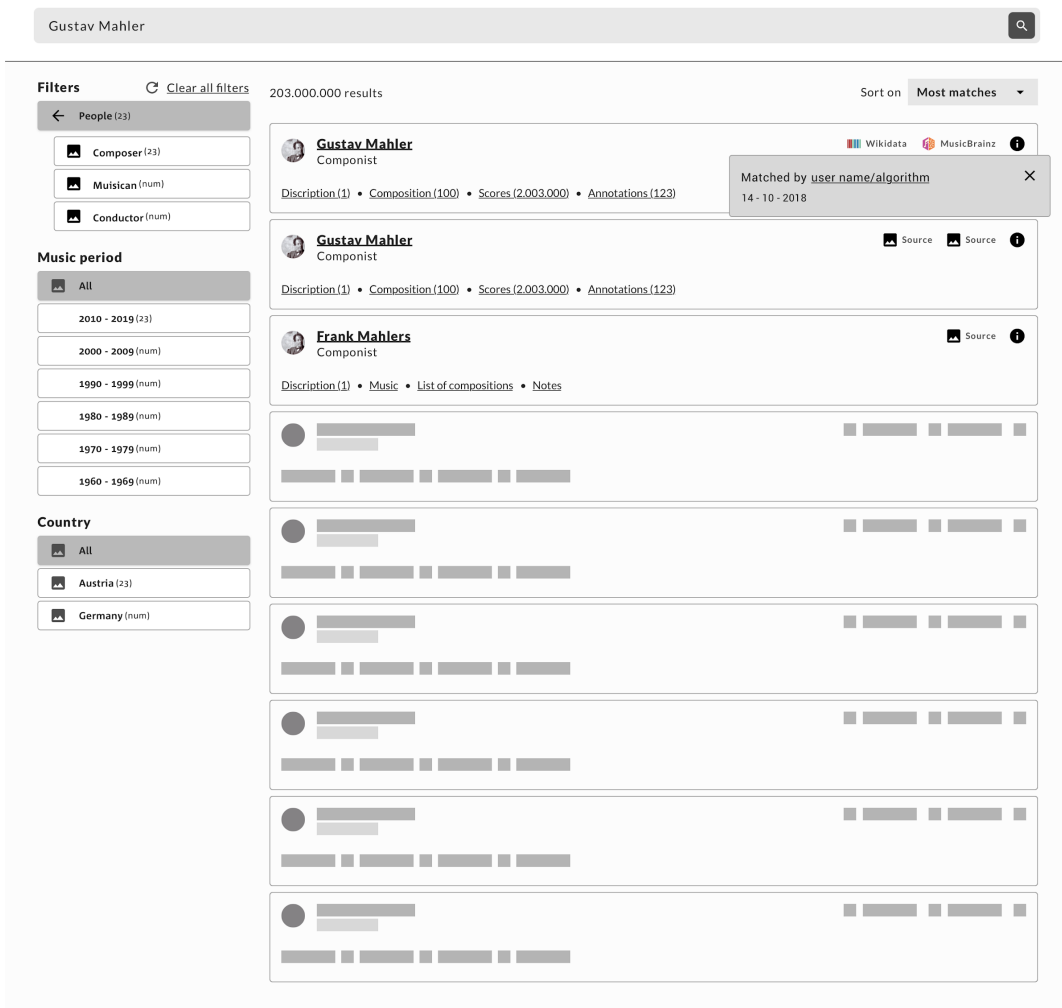 Gustav Mahler
Filters
Clear all filters
People (23)
Composer (23)
Muisican (num)
Conductor (num)
Music period
All
2010 - 2019 (23)
2000 - 2009 (num)
1990 - 1999 (num)
1980 - 1989 (num)
1970 - 1979 (num)
1960 - 1969 (num)
Country
All
Austria (23)
Germany (num)
203.000.000 results
Sort on Most matches
Gustav Mahler
Componist
Wikidata MusicBrainz
Discription (1) • Composition (100) • Scores (2.003.000) • Annotations (123)
Matched by user name/algorithm
14 - 10 - 2018
Gustav Mahler
Componist
Source Source
Discription (1) • Composition (100) • Scores (2.003.000) • Annotations (123)
Frank Mahlers
Componist
Source
Discription (1) • Music • List of compositions • Notes